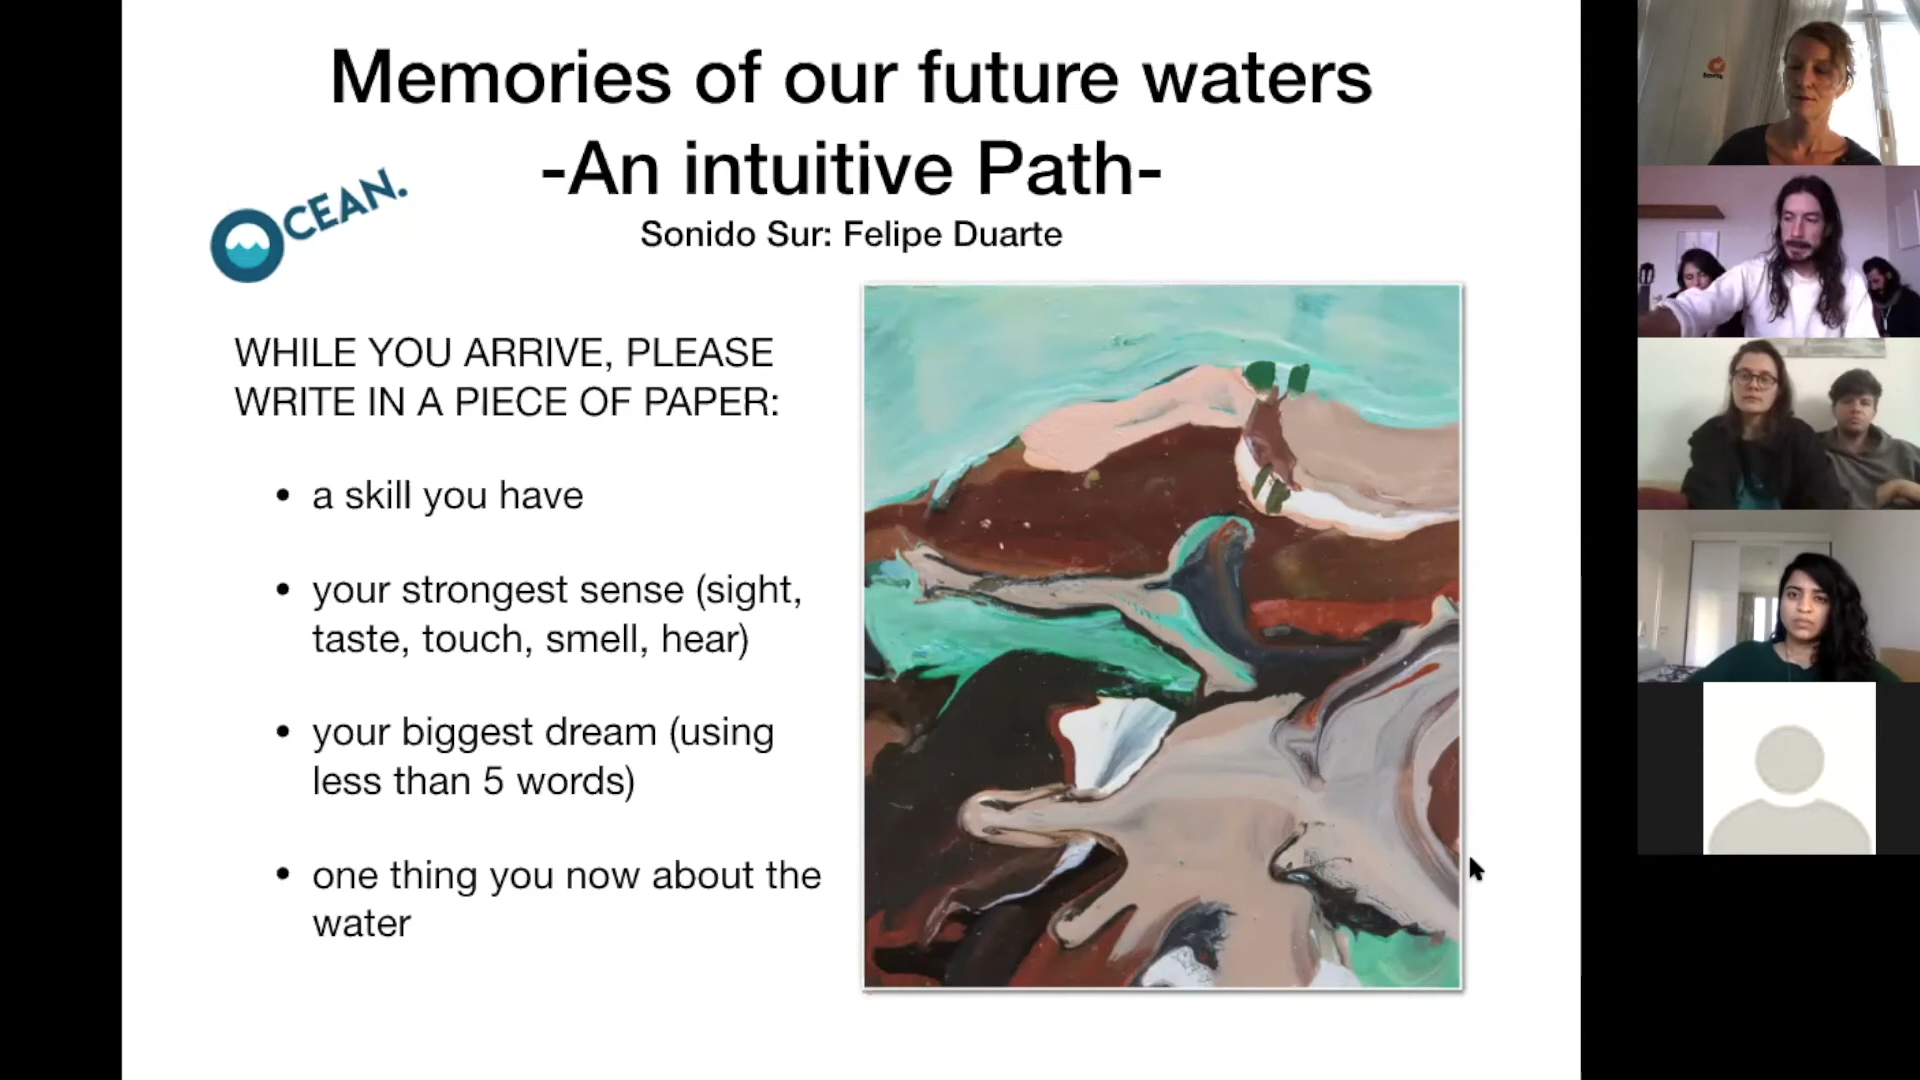 Memories of our future waters
-An intuitive Path-
OCEAN.
Sonido Sur: Felipe Duarte
WHILE YOU ARRIVE, PLEASE
WRITE IN A PIECE OF PAPER:
• a skill you have
• your strongest sense (sight,
taste, touch, smell, hear)
• your biggest dream (using
less than 5 words)
• one thing you now about the
water